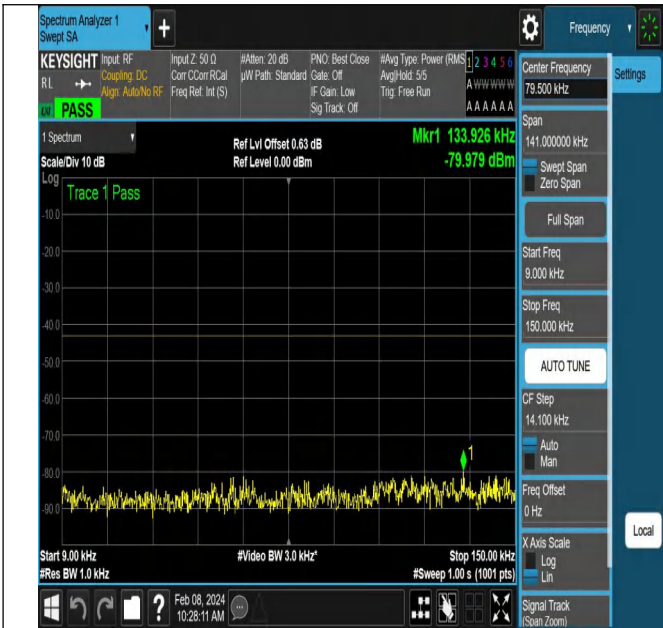 Spectrum Analyzer 1
Swept SA
Frequency
KEYSIGHT
RL
PASS
Input: RF
Coupling: DC
Align: Auto/No RF
Input Z: 50 Ω
Corr CCorr RCal
Freq Ref: Int (S)
#Atten: 20 dB
µW Path: Standard
PNO: Best Close
Gate: Off
IF Gain: Low
Sig Track: Off
#Avg Type: Power (RMS
Avg|Hold: 5/5
Trig: Free Run
1 2 3 4 5 6
A W W W W W
A A A A A A
1 Spectrum
Scale/Div 10 dB
Log
Ref Lvl Offset 0.63 dB
Ref Level 0.00 dBm
Mkr1 133.926 kHz
-79.979 dBm
Trace 1 Pass
-10.0
-20.0
-30.0
-40.0
-50.0
-60.0
-70.0
-80.0
-90.0
1
Start 9.00 kHz
#Res BW 1.0 kHz
#Video BW 3.0 kHz*
Stop 150.00 kHz
#Sweep 1.00 s (1001 pts)
Feb 08, 2024
10:28:11 AM
?
Center Frequency
79.500 kHz
Settings
Span
141.000000 kHz
Swept Span
Zero Span
Full Span
Start Freq
9.000 kHz
Stop Freq
150.000 kHz
AUTO TUNE
CF Step
14.100 kHz
Auto
Man
Freq Offset
0 Hz
Local
X Axis Scale
Log
Lin
Signal Track
(Span Zoom)